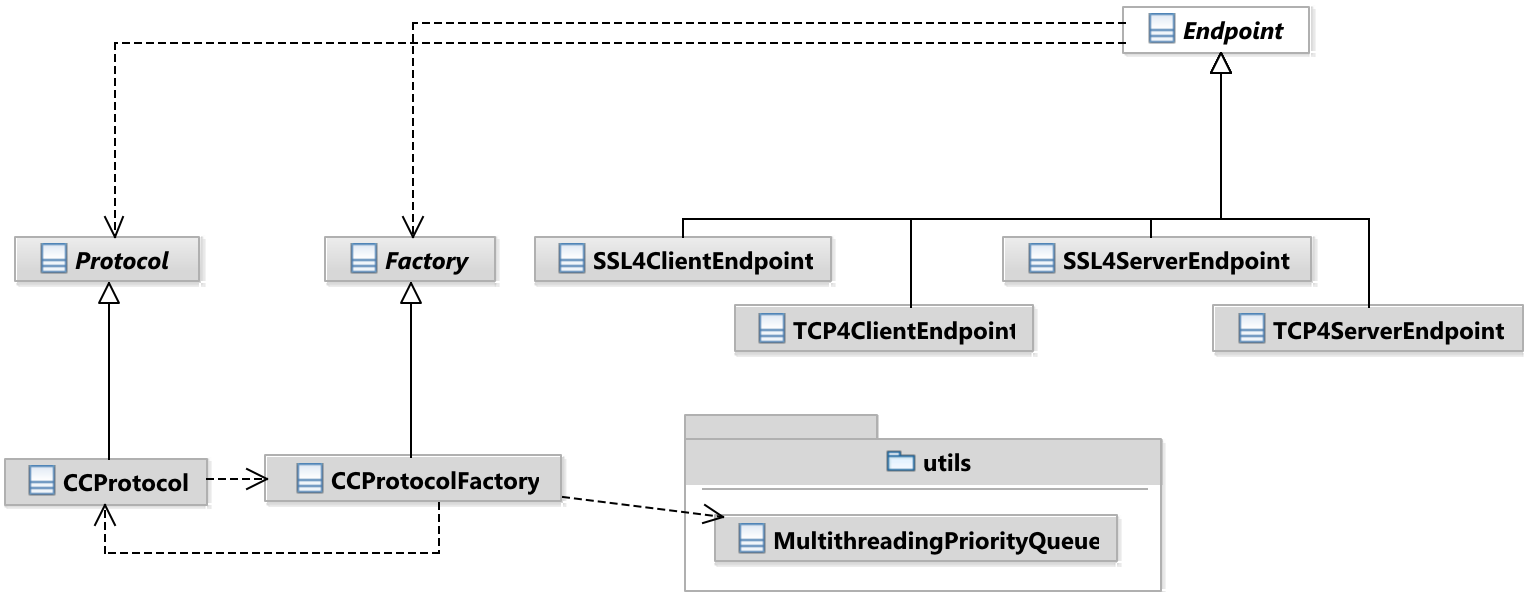 Endpoint
Protocol
Factory
SSL4ClientEndpoint
SSL4ServerEndpoint
TCP4ClientEndpoint
TCP4ServerEndpoint
utils
CCProtocol
CCProtocolFactory
MultithreadingPriorityQueue